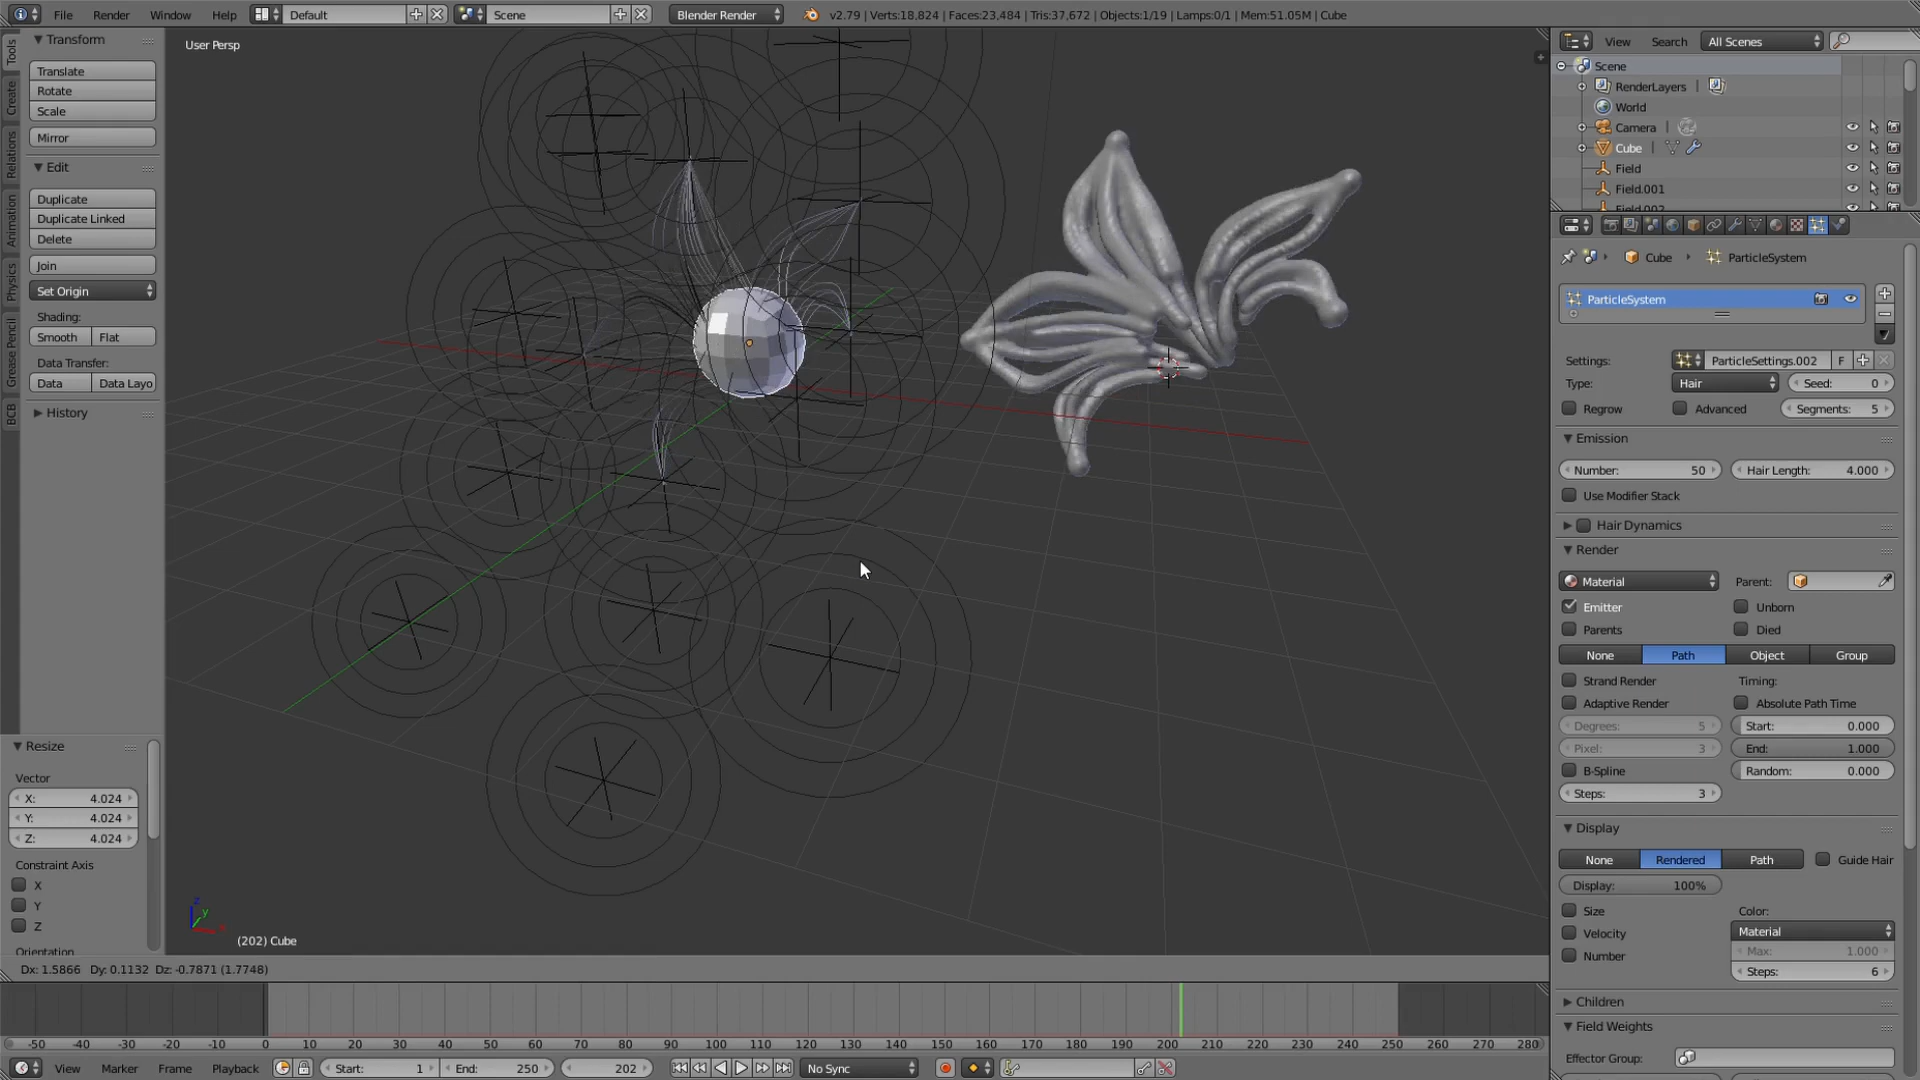 File Render Window Help Default Scene Blender Render v2.79 | Verts:18,824 | Faces:23,484 | Tris:37,672 | Objects:1/19 | Lamps:0/1 | Mem:51.05M | Cube
Tools
Create
Relations
Animation
Physics
Grease Pencil
BCB
Transform
Translate
Rotate
Scale
Mirror
Edit
Duplicate
Duplicate Linked
Delete
Join
Set Origin
Shading:
Smooth Flat
Data Transfer:
Data Data Layo
History
Resize
Vector
X: 4.024
Y: 4.024
Z: 4.024
Constraint Axis
X
Y
Z
Orientation
User Persp
z
y
(202) Cube
Dx: 1.5866 Dy: 0.1132 Dz: -0.7871 (1.7748)
View Search All Scenes
Scene
RenderLayers |
World
Camera |
Cube |
Field
Field.001
Field.002
Cube ParticleSystem
ParticleSystem
Settings: ParticleSettings.002 F
Type: Hair Seed: 0
Regrow Advanced Segments: 5
Emission
Number: 50 Hair Length: 4.000
Use Modifier Stack
Hair Dynamics
Render
Material Parent:
Emitter Unborn
Parents Died
None Path Object Group
Strand Render Timing:
Adaptive Render Absolute Path Time
Degrees: 5 Start: 0.000
Pixel: 3 End: 1.000
B-Spline Random: 0.000
Steps: 3
Display
None Rendered Path Guide Hair
Display: 100%
Size Color:
Velocity Material
Number Max: 1.000
Steps: 6
Children
Field Weights
Effector Group:
-50 -40 -30 -20 -10 0 10 20 30 40 50 60 70 80 90 100 110 120 130 140 150 160 170 180 190 200 210 220 230 240 250 260 270 280
View Marker Frame Playback Start: 1 End: 250 202 No Sync